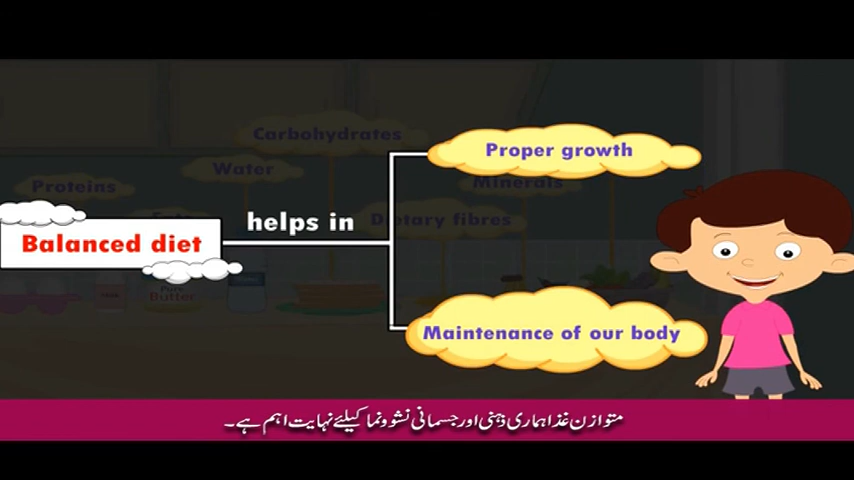 Carbohydrates
Proper growth
Water
Minerals
Proteins
helps in
Dietary fibres
Balanced diet
Butter
Maintenance of our body
متوازن غذا ہماری ذہنی اور جسمانی نشوونما کیلئے نہایت اہم ہے۔